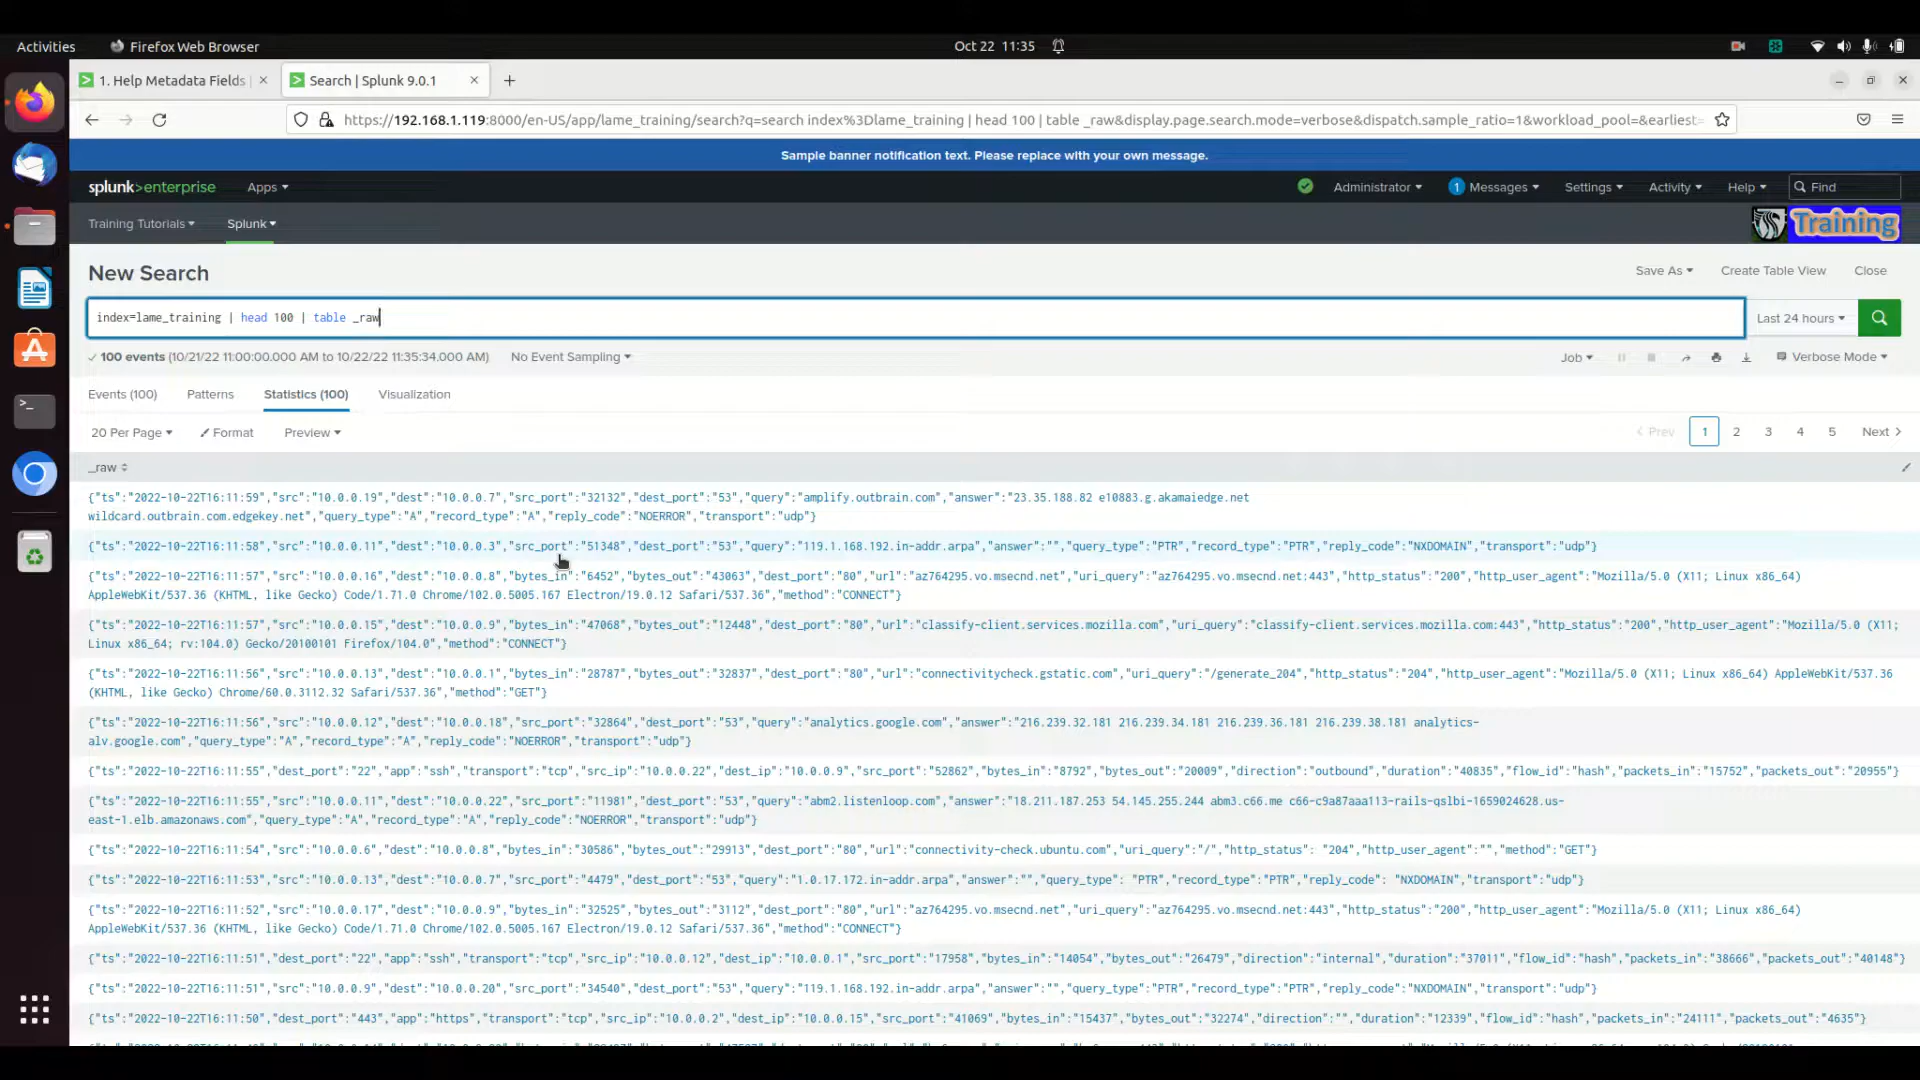 Activities
Firefox Web Browser
Oct 22 11:35
1. Help Metadata Fields
Search | Splunk 9.0.1
https://192.168.1.119:8000/en-US/app/lame_training/search?q=search index%3Dlame_training | head 100 | table _raw&display.page.search.mode=verbose&dispatch.sample_ratio=1&workload_pool=&earliest=
Sample banner notification text. Please replace with your own message.
splunk>enterprise
Apps
Administrator
1
Messages
Settings
Activity
Help
Find
Training Tutorials
Splunk
Training
New Search
Save As
Create Table View
Close
index=lame_training | head 100 | table _raw
Last 24 hours
100 events (10/21/22 11:00:00.000 AM to 10/22/22 11:35:34.000 AM)
No Event Sampling
Job
Verbose Mode
Events (100)
Patterns
Statistics (100)
Visualization
20 Per Page
Format
Preview
Prev
1
2
3
4
5
Next
_raw
{"ts":"2022-10-22T16:11:59","src":"10.0.0.19","dest":"10.0.0.7","src_port":"32132","dest_port":"53","query":"amplify.outbrain.com","answer":"23.35.188.82 e10883.g.akamaiedge.net
wildcard.outbrain.com.edgekey.net","query_type":"A","record_type":"A","reply_code":"NOERROR","transport":"udp"}
{"ts":"2022-10-22T16:11:58","src":"10.0.0.11","dest":"10.0.0.3","src_port":"51348","dest_port":"53","query":"119.1.168.192.in-addr.arpa","answer":"","query_type":"PTR","record_type":"PTR","reply_code":"NXDOMAIN","transport":"udp"}
{"ts":"2022-10-22T16:11:57","src":"10.0.0.16","dest":"10.0.0.8","bytes_in":"6452","bytes_out":"43063","dest_port":"80","url":"az764295.vo.msecnd.net","uri_query":"az764295.vo.msecnd.net:443","http_status":"200","http_user_agent":"Mozilla/5.0 (X11; Linux x86_64)
AppleWebKit/537.36 (KHTML, like Gecko) Code/1.71.0 Chrome/102.0.5005.167 Electron/19.0.12 Safari/537.36","method":"CONNECT"}
{"ts":"2022-10-22T16:11:57","src":"10.0.0.15","dest":"10.0.0.9","bytes_in":"47068","bytes_out":"12448","dest_port":"80","url":"classify-client.services.mozilla.com","uri_query":"classify-client.services.mozilla.com:443","http_status":"200","http_user_agent":"Mozilla/5.0 (X11;
Linux x86_64; rv:104.0) Gecko/20100101 Firefox/104.0","method":"CONNECT"}
{"ts":"2022-10-22T16:11:56","src":"10.0.0.13","dest":"10.0.0.1","bytes_in":"28787","bytes_out":"32837","dest_port":"80","url":"connectivitycheck.gstatic.com","uri_query":"/generate_204","http_status":"204","http_user_agent":"Mozilla/5.0 (X11; Linux x86_64) AppleWebKit/537.36
(KHTML, like Gecko) Chrome/60.0.3112.32 Safari/537.36","method":"GET"}
{"ts":"2022-10-22T16:11:56","src":"10.0.0.12","dest":"10.0.0.18","src_port":"32864","dest_port":"53","query":"analytics.google.com","answer":"216.239.32.181 216.239.34.181 216.239.36.181 216.239.38.181 analytics-
alv.google.com","query_type":"A","record_type":"A","reply_code":"NOERROR","transport":"udp"}
{"ts":"2022-10-22T16:11:55","dest_port":"22","app":"ssh","transport":"tcp","src_ip":"10.0.0.22","dest_ip":"10.0.0.9","src_port":"52862","bytes_in":"8792","bytes_out":"20009","direction":"outbound","duration":"40835","flow_id":"hash","packets_in":"15752","packets_out":"20955"}
{"ts":"2022-10-22T16:11:55","src":"10.0.0.11","dest":"10.0.0.22","src_port":"11981","dest_port":"53","query":"abm2.listenloop.com","answer":"18.211.187.253 54.145.255.244 abm3.c66.me c66-c9a87aaa113-rails-qslbi-1659024628.us-
east-1.elb.amazonaws.com","query_type":"A","record_type":"A","reply_code":"NOERROR","transport":"udp"}
{"ts":"2022-10-22T16:11:54","src":"10.0.0.6","dest":"10.0.0.8","bytes_in":"30586","bytes_out":"29913","dest_port":"80","url":"connectivity-check.ubuntu.com","uri_query":"/","http_status": "204","http_user_agent":"","method":"GET"}
{"ts":"2022-10-22T16:11:53","src":"10.0.0.13","dest":"10.0.0.7","src_port":"4479","dest_port":"53","query":"1.0.17.172.in-addr.arpa","answer":"","query_type": "PTR","record_type":"PTR","reply_code": "NXDOMAIN","transport":"udp"}
{"ts":"2022-10-22T16:11:52","src":"10.0.0.17","dest":"10.0.0.9","bytes_in":"32525","bytes_out":"3112","dest_port":"80","url":"az764295.vo.msecnd.net","uri_query":"az764295.vo.msecnd.net:443","http_status":"200","http_user_agent":"Mozilla/5.0 (X11; Linux x86_64)
AppleWebKit/537.36 (KHTML, like Gecko) Code/1.71.0 Chrome/102.0.5005.167 Electron/19.0.12 Safari/537.36","method":"CONNECT"}
{"ts":"2022-10-22T16:11:51","dest_port":"22","app":"ssh","transport":"tcp","src_ip":"10.0.0.12","dest_ip":"10.0.0.1","src_port":"17958","bytes_in":"14054","bytes_out":"26479","direction":"internal","duration":"37011","flow_id":"hash","packets_in":"38666","packets_out":"40148"}
{"ts":"2022-10-22T16:11:51","src":"10.0.0.9","dest":"10.0.0.20","src_port":"34540","dest_port":"53","query":"119.1.168.192.in-addr.arpa","answer":"","query_type":"PTR","record_type":"PTR","reply_code":"NXDOMAIN","transport":"udp"}
{"ts":"2022-10-22T16:11:50","dest_port":"443","app":"https","transport":"tcp","src_ip":"10.0.0.2","dest_ip":"10.0.0.15","src_port":"41069","bytes_in":"15437","bytes_out":"32274","direction":"","duration":"12339","flow_id":"hash","packets_in":"24111","packets_out":"4635"}